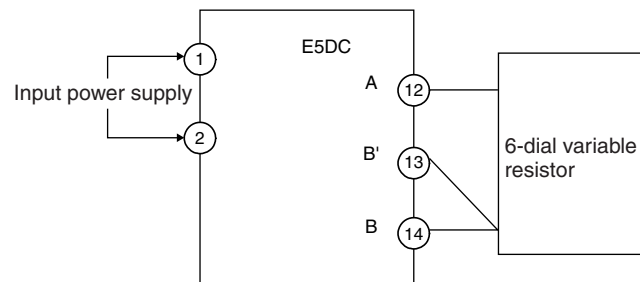 E5DC
1
Input power supply
2
A
12
B'
13
B
14
6-dial variable
resistor